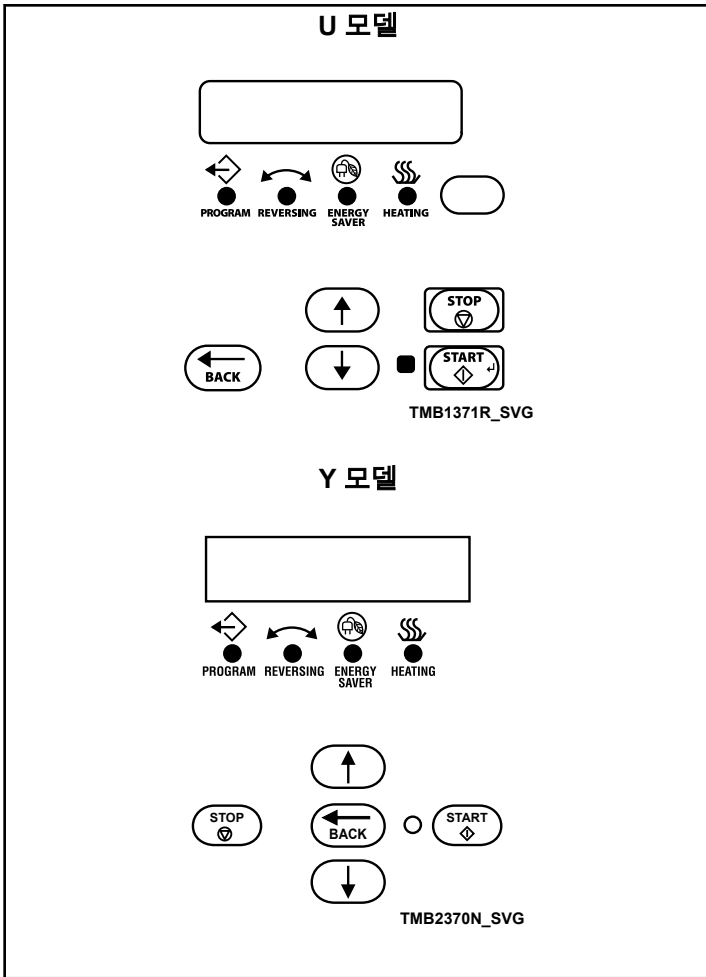 U 모델
PROGRAM REVERSING ENERGY SAVER HEATING
STOP
BACK
START
TMB1371R_SVG
Y 모델
PROGRAM REVERSING ENERGY SAVER HEATING
STOP
BACK
START
TMB2370N_SVG